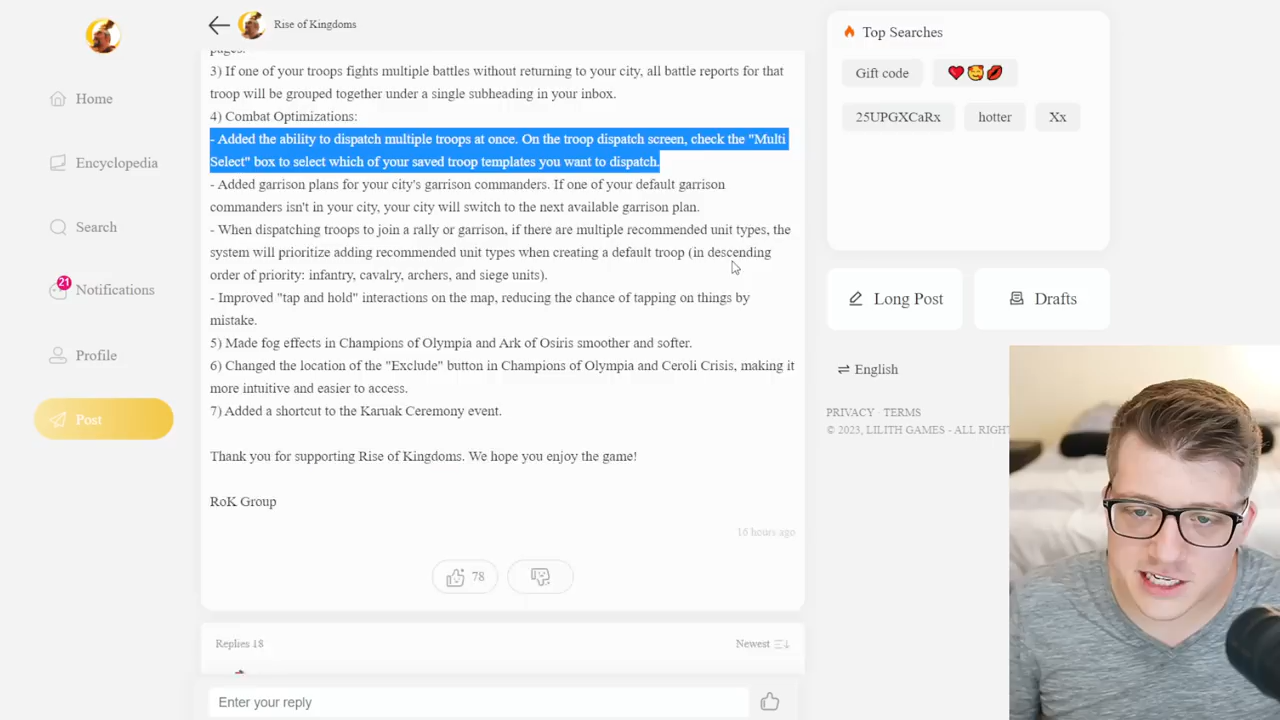 Rise of Kingdoms
Top Searches
Gift code
25UPGXCaRx
hotter
Xx
Home
Encyclopedia
Search
21
Notifications
Profile
Post
pages.
3) If one of your troops fights multiple battles without returning to your city, all battle reports for that
troop will be grouped together under a single subheading in your inbox.
4) Combat Optimizations:
- Added the ability to dispatch multiple troops at once. On the troop dispatch screen, check the "Multi
Select" box to select which of your saved troop templates you want to dispatch.
- Added garrison plans for your city's garrison commanders. If one of your default garrison
commanders isn't in your city, your city will switch to the next available garrison plan.
- When dispatching troops to join a rally or garrison, if there are multiple recommended unit types, the
system will prioritize adding recommended unit types when creating a default troop (in descending
order of priority: infantry, cavalry, archers, and siege units).
- Improved "tap and hold" interactions on the map, reducing the chance of tapping on things by
mistake.
5) Made fog effects in Champions of Olympia and Ark of Osiris smoother and softer.
6) Changed the location of the "Exclude" button in Champions of Olympia and Ceroli Crisis, making it
more intuitive and easier to access.
7) Added a shortcut to the Karuak Ceremony event.
Thank you for supporting Rise of Kingdoms. We hope you enjoy the game!
RoK Group
16 hours ago
78
Replies 18
Newest
Enter your reply
Long Post
Drafts
English
PRIVACY · TERMS
© 2023, LILITH GAMES - ALL RIGH